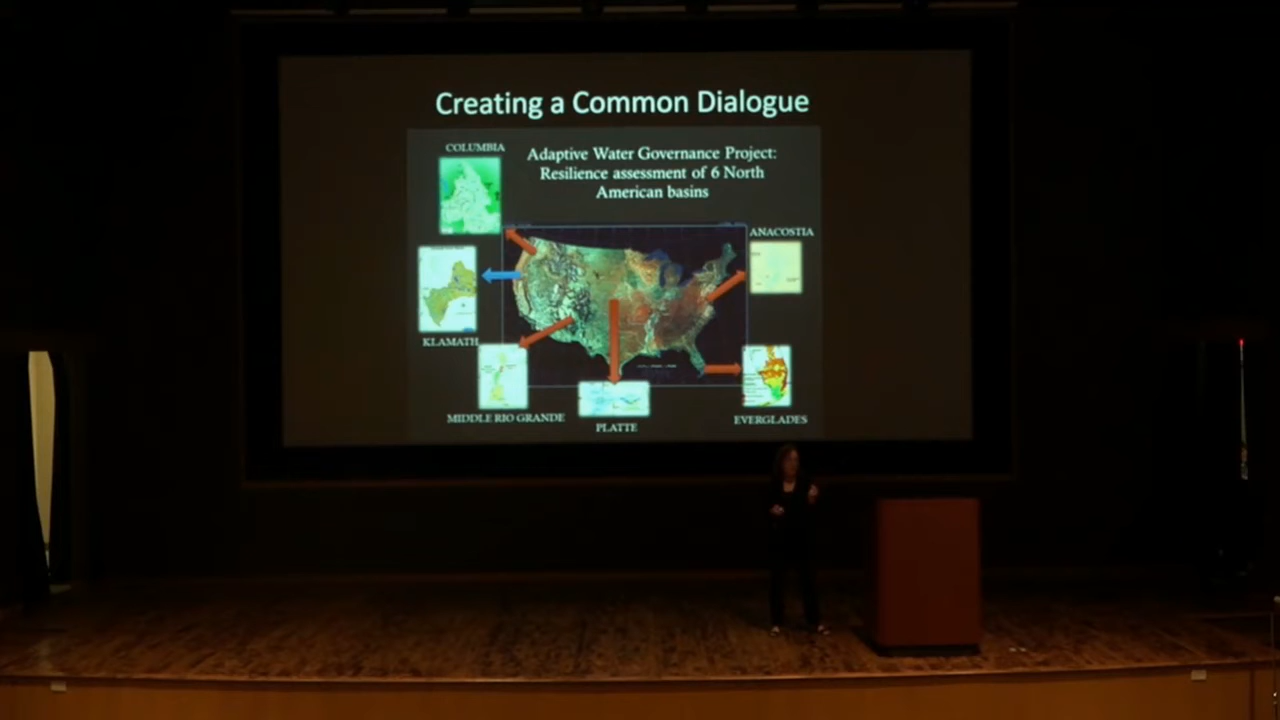 Creating a Common Dialogue
COLUMBIA
Adaptive Water Governance Project:
Resilience assessment of 6 North
American basins
ANACOSTIA
KLAMATH
MIDDLE RIO GRANDE
PLATTE
EVERGLADES